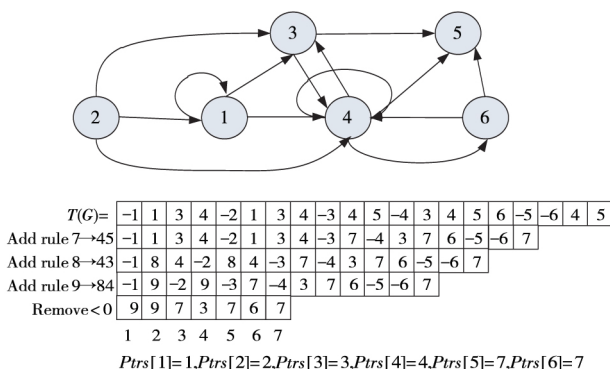 3 5
2 1 4 6
T(G)= −1 1 3 4 −2 1 3 4 −3 4 5 −4 3 4 5 6 −5 −6 4 5
Add rule 7→45 −1 1 3 4 −2 1 3 4 −3 7 −4 3 7 6 −5 −6 7
Add rule 8→43 −1 8 4 −2 8 4 −3 7 −4 3 7 6 −5 −6 7
Add rule 9→84 −1 9 −2 9 −3 7 −4 3 7 6 −5 −6 7
Remove<0 9 9 7 3 7 6 7
1 2 3 4 5 6 7
Ptrs[1]=1,Ptrs[2]=2,Ptrs[3]=3,Ptrs[4]=4,Ptrs[5]=7,Ptrs[6]=7